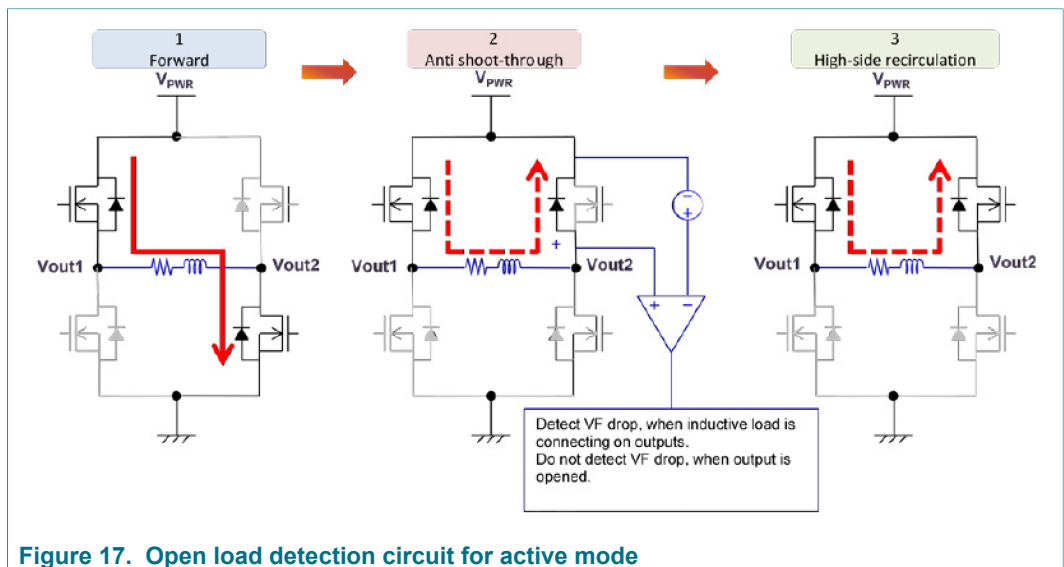 1
Forward
2
Anti shoot-through
3
High-side recirculation
VPWR
VPWR
VPWR
Vout1
Vout2
Vout1
Vout2
Vout1
Vout2
−
+
+
+
−
Detect VF drop, when inductive load is
connecting on outputs.
Do not detect VF drop, when output is
opened.
Figure 17. Open load detection circuit for active mode